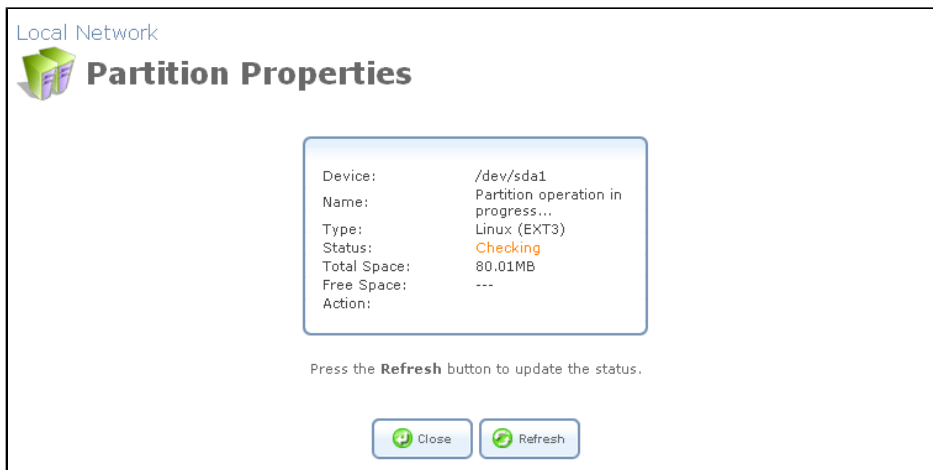 Local Network
Partition Properties
Device: /dev/sda1
Name: Partition operation in
progress...
Type: Linux (EXT3)
Status: Checking
Total Space: 80.01MB
Free Space: ---
Action:
Press the Refresh button to update the status.
Close Refresh